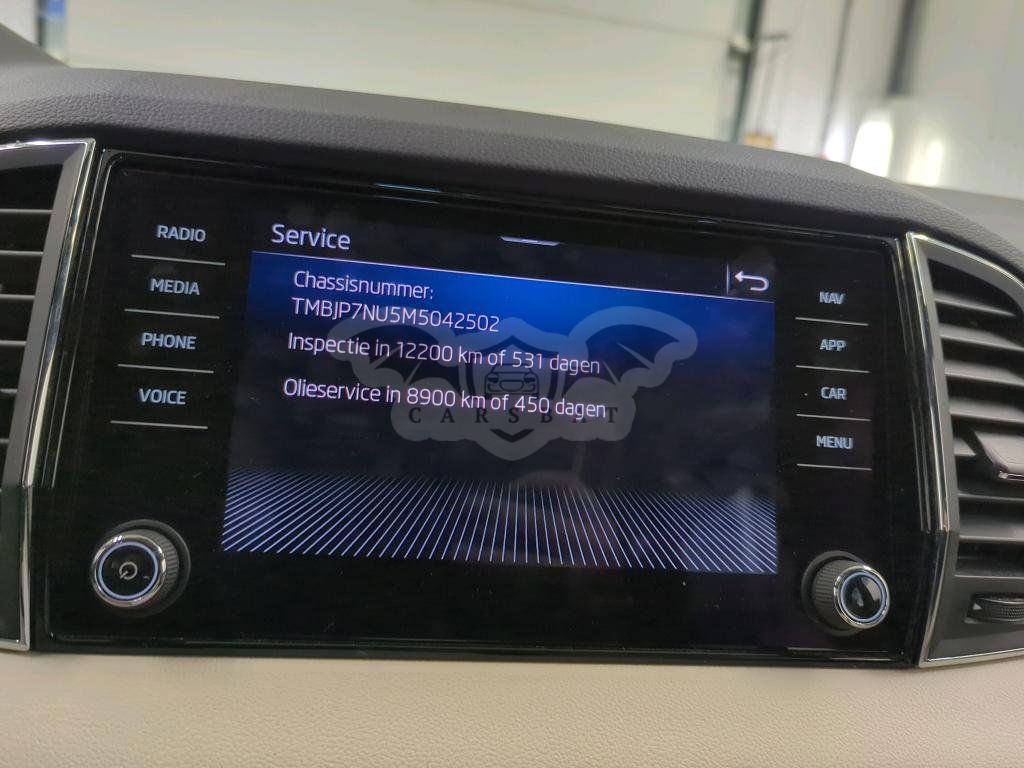 RADIO
MEDIA
PHONE
VOICE
Service
Chassisnummer:
TMBJP7NU5M5042502
Inspectie in 12200 km of 531 dagen
Olieservice in 8900 km of 450 dagen
CARSBAT
NAV
APP
CAR
MENU